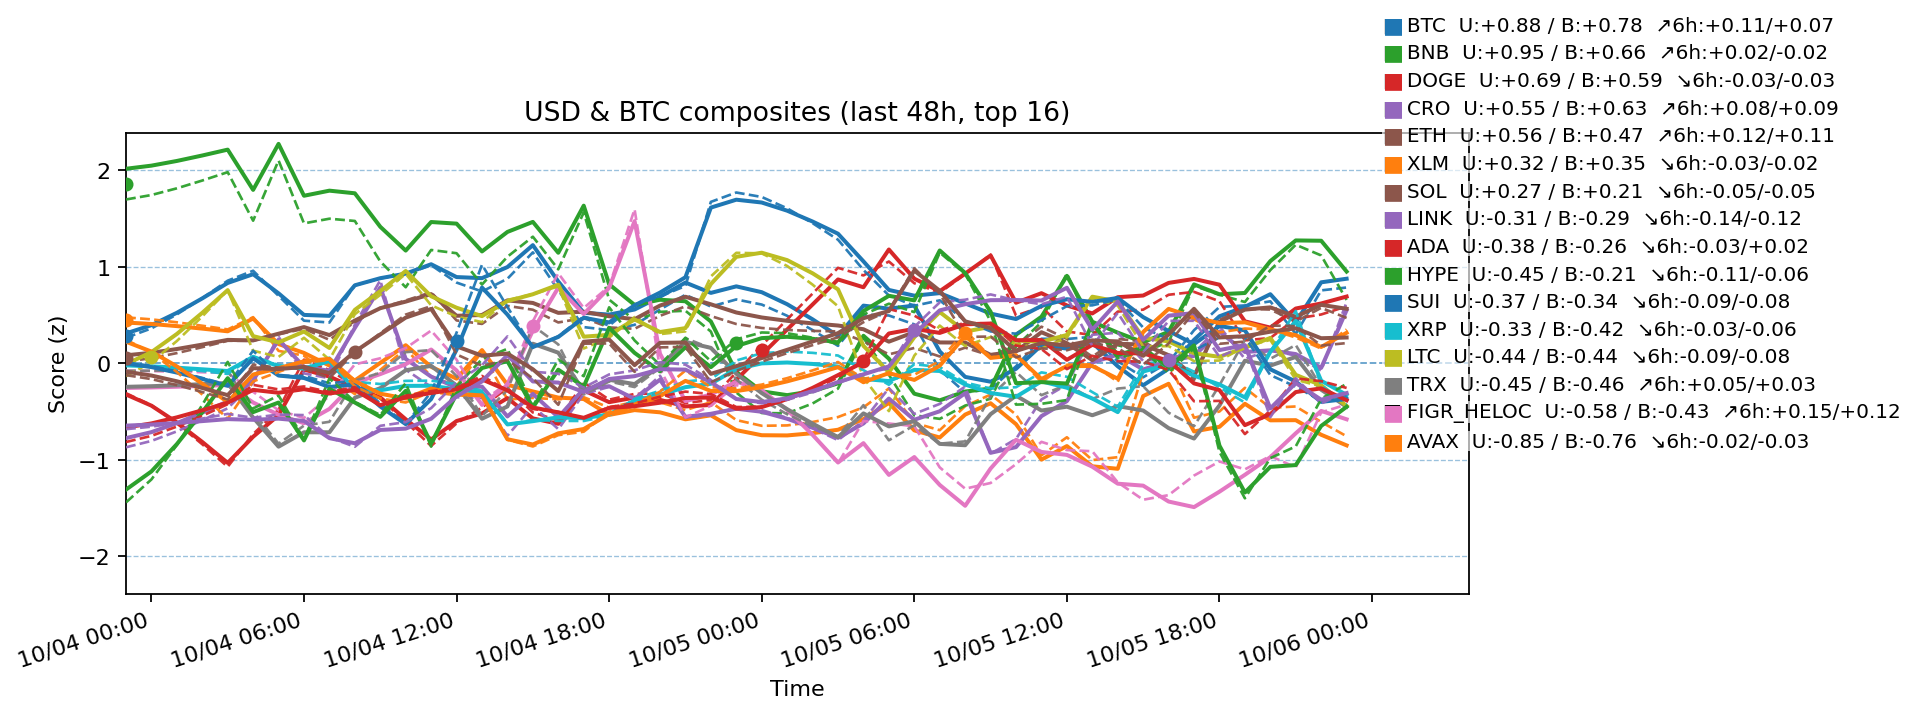 BTC  U:+0.88 / B:+0.78  ↗6h:+0.11/+0.07
BNB  U:+0.95 / B:+0.66  ↗6h:+0.02/-0.02
DOGE  U:+0.69 / B:+0.59  ↘6h:-0.03/-0.03
CRO  U:+0.55 / B:+0.63  ↗6h:+0.08/+0.09
ETH  U:+0.56 / B:+0.47  ↗6h:+0.12/+0.11
XLM  U:+0.32 / B:+0.35  ↘6h:-0.03/-0.02
SOL  U:+0.27 / B:+0.21  ↘6h:-0.05/-0.05
LINK  U:-0.31 / B:-0.29  ↘6h:-0.14/-0.12
ADA  U:-0.38 / B:-0.26  ↘6h:-0.03/+0.02
HYPE  U:-0.45 / B:-0.21  ↘6h:-0.11/-0.06
SUI  U:-0.37 / B:-0.34  ↘6h:-0.09/-0.08
XRP  U:-0.33 / B:-0.42  ↘6h:-0.03/-0.06
LTC  U:-0.44 / B:-0.44  ↘6h:-0.09/-0.08
TRX  U:-0.45 / B:-0.46  ↗6h:+0.05/+0.03
FIGR_HELOC  U:-0.58 / B:-0.43  ↗6h:+0.15/+0.12
AVAX  U:-0.85 / B:-0.76  ↘6h:-0.02/-0.03
USD & BTC composites (last 48h, top 16)
Score (z)
2
1
0
−1
−2
10/04 00:00
10/04 06:00
10/04 12:00
10/04 18:00
10/05 00:00
10/05 06:00
10/05 12:00
10/05 18:00
10/06 00:00
Time